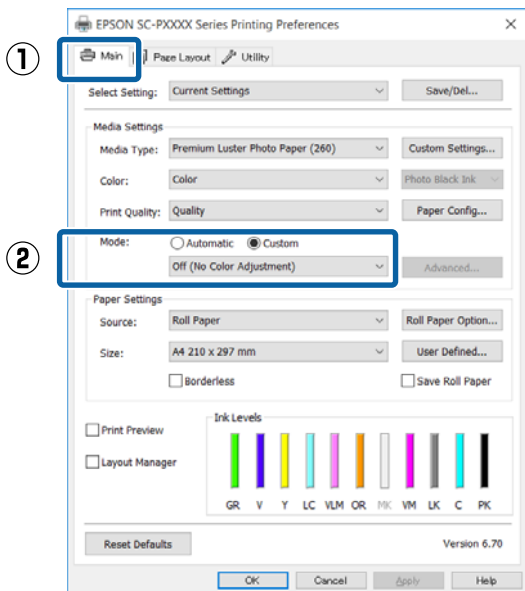 EPSON SC-PXXXX Series Printing Preferences
①
Main Page Layout Utility
Select Setting: Current Settings Save/Del...
Media Settings
Media Type: Premium Luster Photo Paper (260) Custom Settings...
Color: Color Photo Black Ink
Print Quality: Quality Paper Config...
②
Mode: Automatic Custom
Off (No Color Adjustment) Advanced...
Paper Settings
Source: Roll Paper Roll Paper Option...
Size: A4 210 x 297 mm User Defined...
Borderless Save Roll Paper
Ink Levels
Print Preview
Layout Manager
GR V Y LC VLM OR MK VM LK C PK
Reset Defaults Version 6.70
OK Cancel Apply Help